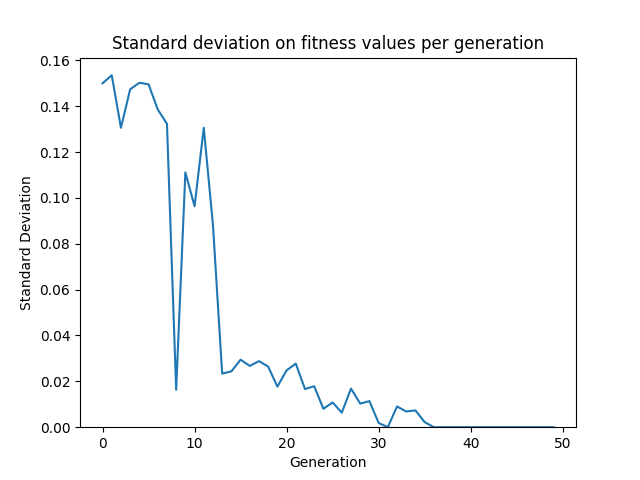 Standard deviation on fitness values per generation
0.16
0.14
0.12
0.10
0.08
0.06
0.04
0.02
0.00
Standard Deviation
0 10 20 30 40 50
Generation